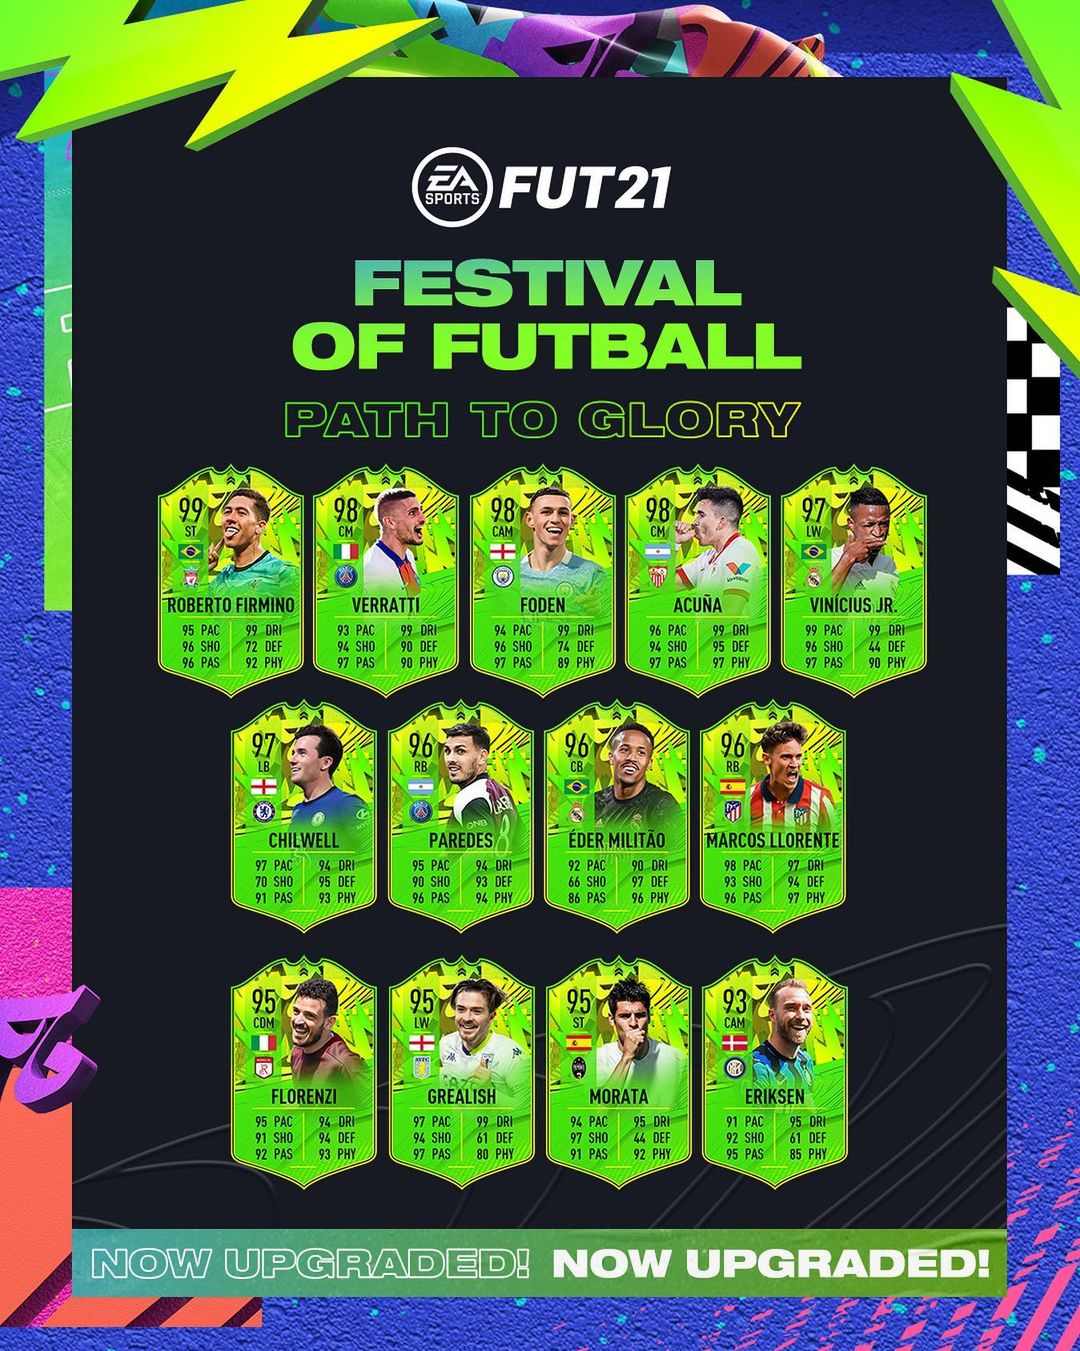 EA SPORTS FUT21
FESTIVAL
OF FUTBALL
PATH TO GLORY
99 ST
ROBERTO FIRMINO
95 PAC 99 DRI
96 SHO 72 DEF
96 PAS 92 PHY
98 CM
VERRATTI
93 PAC 99 DRI
94 SHO 90 DEF
97 PAS 90 PHY
98 CAM
FODEN
94 PAC 99 DRI
96 SHO 74 DEF
97 PAS 89 PHY
98 CM
ACUÑA
96 PAC 99 DRI
94 SHO 95 DEF
97 PAS 97 PHY
97 LW
VINÍCIUS JR.
99 PAC 99 DRI
96 SHO 44 DEF
97 PAS 90 PHY
97 LB
CHILWELL
97 PAC 94 DRI
70 SHO 95 DEF
91 PAS 93 PHY
96 RB
PAREDES
95 PAC 94 DRI
90 SHO 93 DEF
96 PAS 94 PHY
96 CB
ÉDER MILITÃO
92 PAC 90 DRI
66 SHO 97 DEF
86 PAS 96 PHY
96 RB
MARCOS LLORENTE
98 PAC 97 DRI
93 SHO 94 DEF
96 PAS 97 PHY
95 CDM
FLORENZI
95 PAC 94 DRI
91 SHO 94 DEF
92 PAS 93 PHY
95 LW
GREALISH
97 PAC 99 DRI
94 SHO 61 DEF
97 PAS 80 PHY
95 ST
MORATA
94 PAC 95 DRI
97 SHO 44 DEF
91 PAS 92 PHY
93 CAM
ERIKSEN
91 PAC 95 DRI
92 SHO 61 DEF
95 PAS 85 PHY
NOW UPGRADED! NOW UPGRADED!